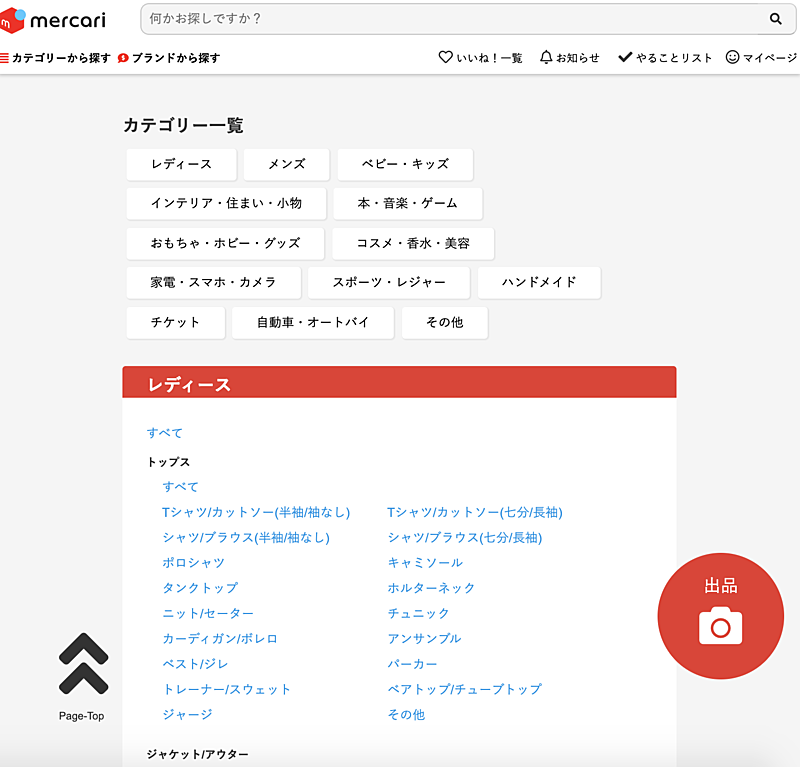 mercari
何かお探しですか？
カテゴリーから探す ブランドから探す いいね！一覧 お知らせ やることリスト マイページ
カテゴリー一覧
レディース メンズ ベビー・キッズ
インテリア・住まい・小物 本・音楽・ゲーム
おもちゃ・ホビー・グッズ コスメ・香水・美容
家電・スマホ・カメラ スポーツ・レジャー ハンドメイド
チケット 自動車・オートバイ その他
レディース
すべて
トップス
すべて
Tシャツ/カットソー(半袖/袖なし) Tシャツ/カットソー(七分/長袖)
シャツ/ブラウス(半袖/袖なし) シャツ/ブラウス(七分/長袖)
ポロシャツ キャミソール
タンクトップ ホルターネック
ニット/セーター チュニック
カーディガン/ボレロ アンサンブル
ベスト/ジレ パーカー
トレーナー/スウェット ベアトップ/チューブトップ
ジャージ その他
ジャケット/アウター
出品
Page-Top